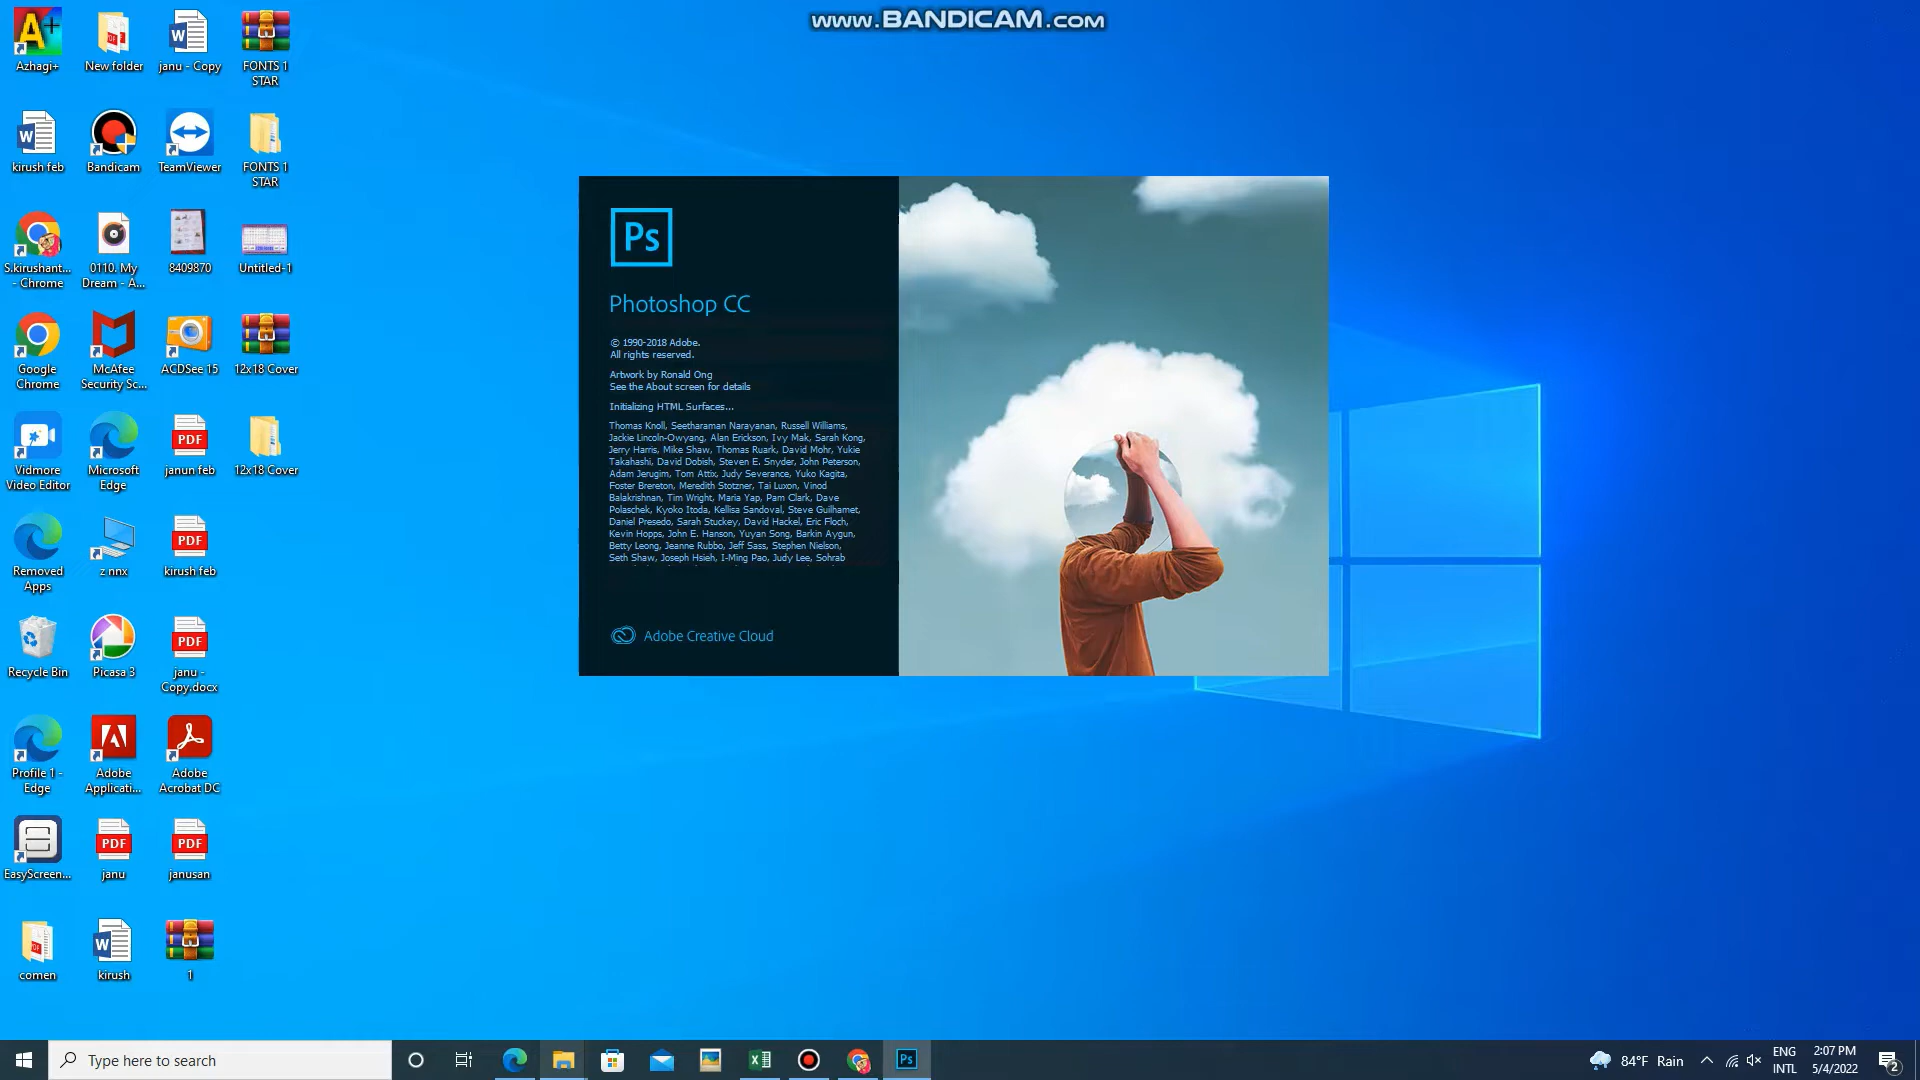 www.BANDICAM.com
A+
Azhagi+
New folder
janu - Copy
FONTS 1
STAR
kirush feb
Bandicam
TeamViewer
FONTS 1
STAR
S.kirushant...
- Chrome
0110. My
Dream - A...
8409870
Untitled-1
Google
Chrome
McAfee
Security Sc...
ACDSee 15
12x18 Cover
Vidmore
Video Editor
Microsoft
Edge
PDF
janun feb
12x18 Cover
Removed
Apps
z nnx
PDF
kirush feb
Recycle Bin
Picasa 3
PDF
janu -
Copy.docx
Profile 1 -
Edge
Adobe
Applicati...
Adobe
Acrobat DC
EasyScreen...
PDF
janu
PDF
janusan
comen
kirush
1
Ps
Photoshop CC
© 1990-2018 Adobe.
All rights reserved.
Artwork by Ronald Ong
See the About screen for details
Initializing HTML Surfaces...
Thomas Knoll, Seetharaman Narayanan, Russell Williams,
Jackie Lincoln-Owyang, Alan Erickson, Ivy Mak, Sarah Kong,
Jerry Harris, Mike Shaw, Thomas Ruark, David Mohr, Yukie
Takahashi, David Dobish, Steven E. Snyder, John Peterson,
Adam Jerugim, Tom Attix, Judy Severance, Yuko Kagita,
Foster Brereton, Meredith Stotzner, Tai Luxon, Vinod
Balakrishnan, Tim Wright, Maria Yap, Pam Clark, Dave
Polaschek, Kyoko Itoda, Kellisa Sandoval, Steve Guilhamet,
Daniel Presedo, Sarah Stuckey, David Hackel, Eric Floch,
Kevin Hopps, John E. Hanson, Yuyan Song, Barkin Aygun,
Betty Leong, Jeanne Rubbo, Jeff Sass, Stephen Nielson,
Seth Shaw, Joseph Hsieh, I-Ming Pao, Judy Lee, Sohrab
Adobe Creative Cloud
Type here to search
Ps
84°F Rain
ENG
INTL
2:07 PM
5/4/2022
2